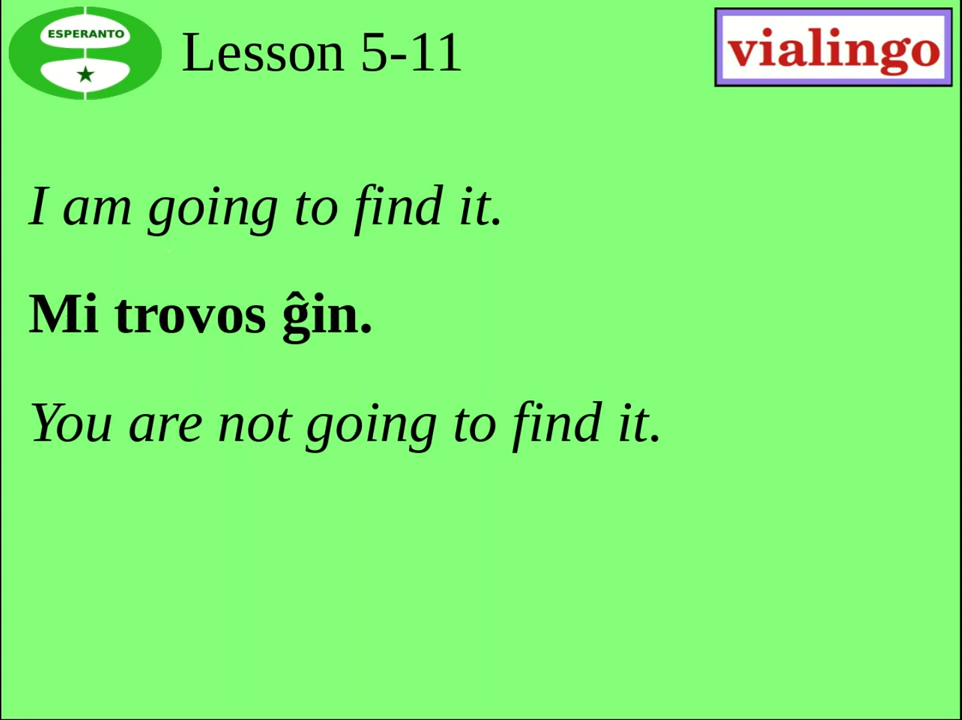 ESPERANTO
Lesson 5-11
vialingo
I am going to find it.
Mi trovos ĝin.
You are not going to find it.